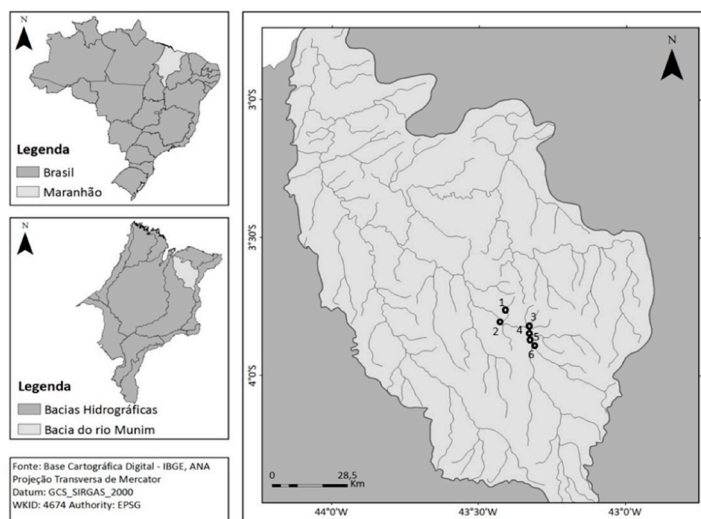 N
Legenda
Brasil
Maranhão
N
Legenda
Bacias Hidrográficas
Bacia do rio Munim
Fonte: Base Cartográfica Digital - IBGE, ANA
Projeção Transversa de Mercator
Datum: GCS_SIRGAS_2000
WKID: 4674 Authority: EPSG
N
3°0'S
3°30'S
4°0'S
1
2
3
4
5
6
0 28,5
Km
44°0'W 43°30'W 43°0'W